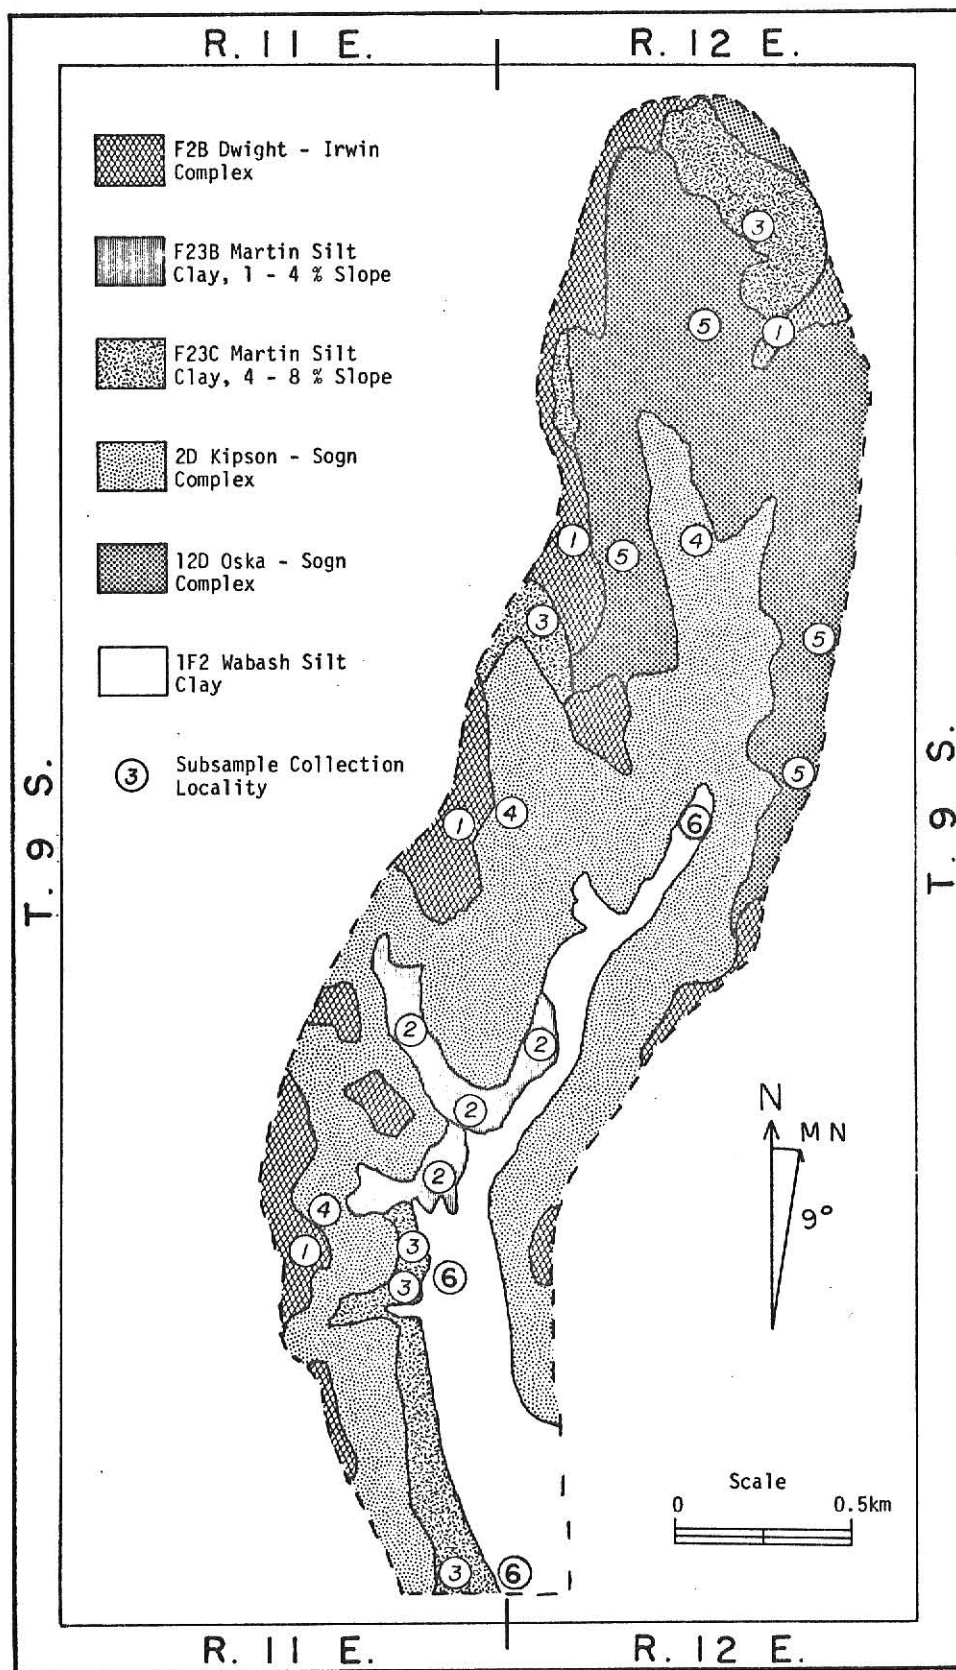 R. 11 E.
R. 12 E.
F2B Dwight - Irwin
Complex
F23B Martin Silt
Clay, 1 - 4 % Slope
F23C Martin Silt
Clay, 4 - 8 % Slope
2D Kipson - Sogn
Complex
12D Oska - Sogn
Complex
1F2 Wabash Silt
Clay
3 Subsample Collection
Locality
3
5
1
1
5
4
3
5
5
1
4
6
2
2
2
2
4
1
3
3
6
3
6
T. 9 S.
T. 9 S.
N
MN
9°
Scale
0 0.5km
R. 11 E.
R. 12 E.